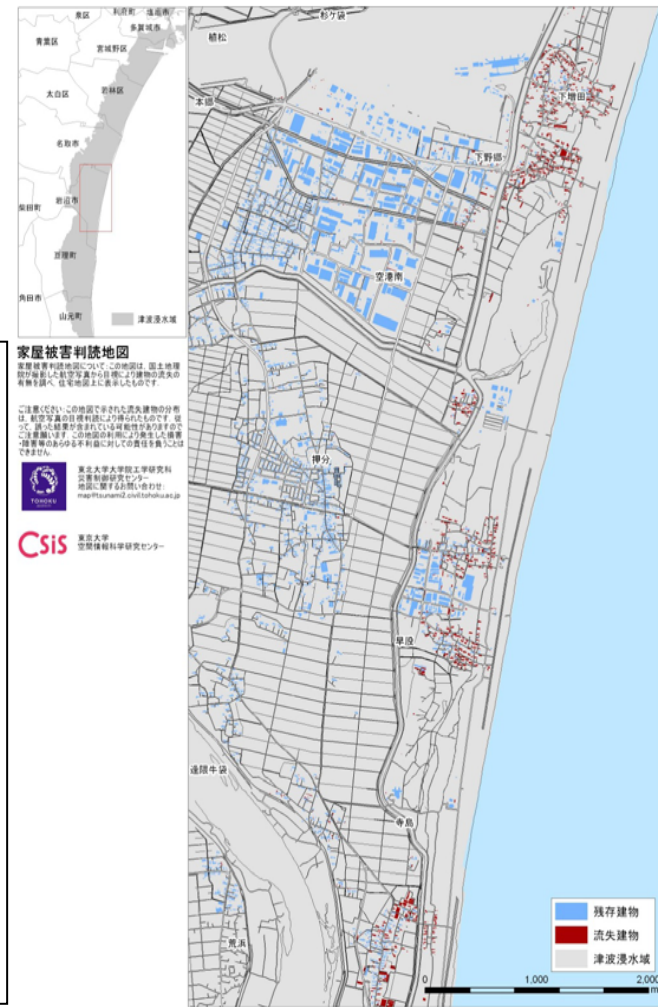 泉区
利府町
塩竈市
多賀城市
青葉区
宮城野区
太白区
若林区
名取市
柴田町
岩沼市
亘理町
角田市
山元町
津波浸水域
家屋被害判読地図
家屋被害判読地図について:この地図は、国土地理
院が撮影した航空写真から目視により建物の流失の
有無を調べ、住宅地図上に表示したものです.
ご注意ください:この地図で示された流失建物の分布
は、航空写真の目視判読により得られたものです. 従
って、誤った結果が含まれている可能性がありますので
ご注意願います. この地図の利用により発生した損害
・障害等のあらゆる不利益に対しての責任を負うことは
できません.
TOHOKU
東北大学大学院工学研究科
災害制御研究センター
地図に関するお問い合わせ:
map@tsunami2.civil.tohoku.ac.jp
CSiS
東京大学
空間情報科学研究センター
杉ケ袋
植松
本郷
下増田
下野郷
空港南
押分
早股
逢隈牛袋
寺島
荒浜
残存建物
流失建物
津波浸水域
0 1,000 2,000
m